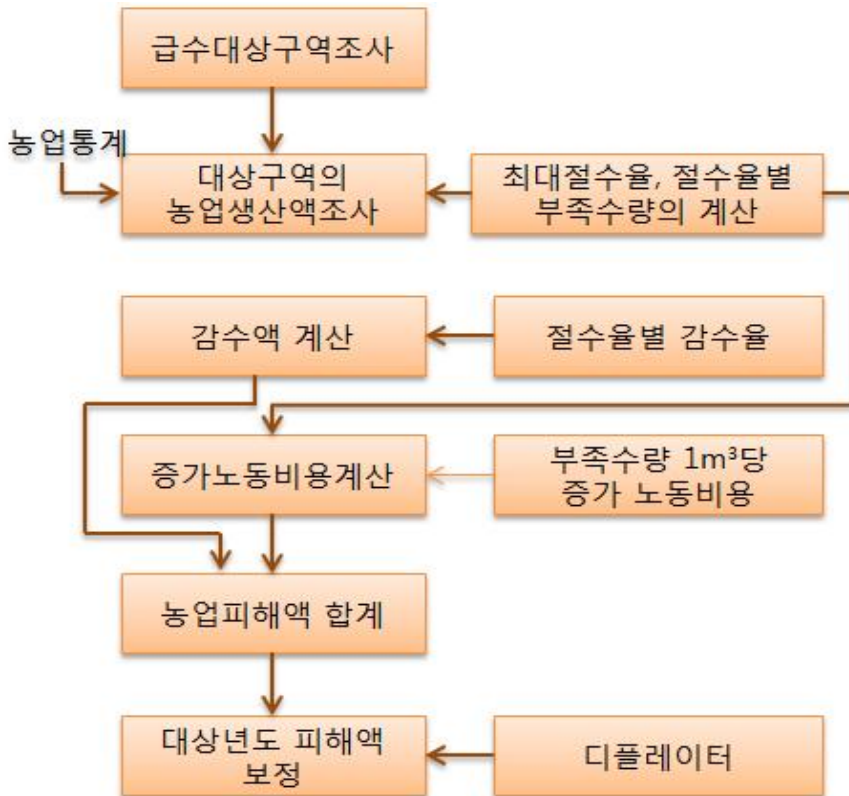 급수대상구역조사
농업통계
대상구역의
농업생산액조사
최대절수율, 절수율별
부족수량의 계산
감수액 계산
절수율별 감수율
증가노동비용계산
부족수량 1m³당
증가 노동비용
농업피해액 합계
대상년도 피해액
보정
디플레이터